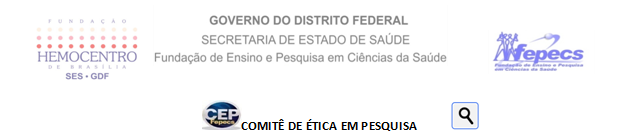 FUNDAÇÃO
HEMOCENTRO
DE BRASÍLIA
SES • GDF
GOVERNO DO DISTRITO FEDERAL
SECRETARIA DE ESTADO DE SAÚDE
Fundação de Ensino e Pesquisa em Ciências da Saúde
fepecs
Fundação de Ensino e Pesquisa
em Ciências da Saúde
CEP
Fepecs
COMITÊ DE ÉTICA EM PESQUISA